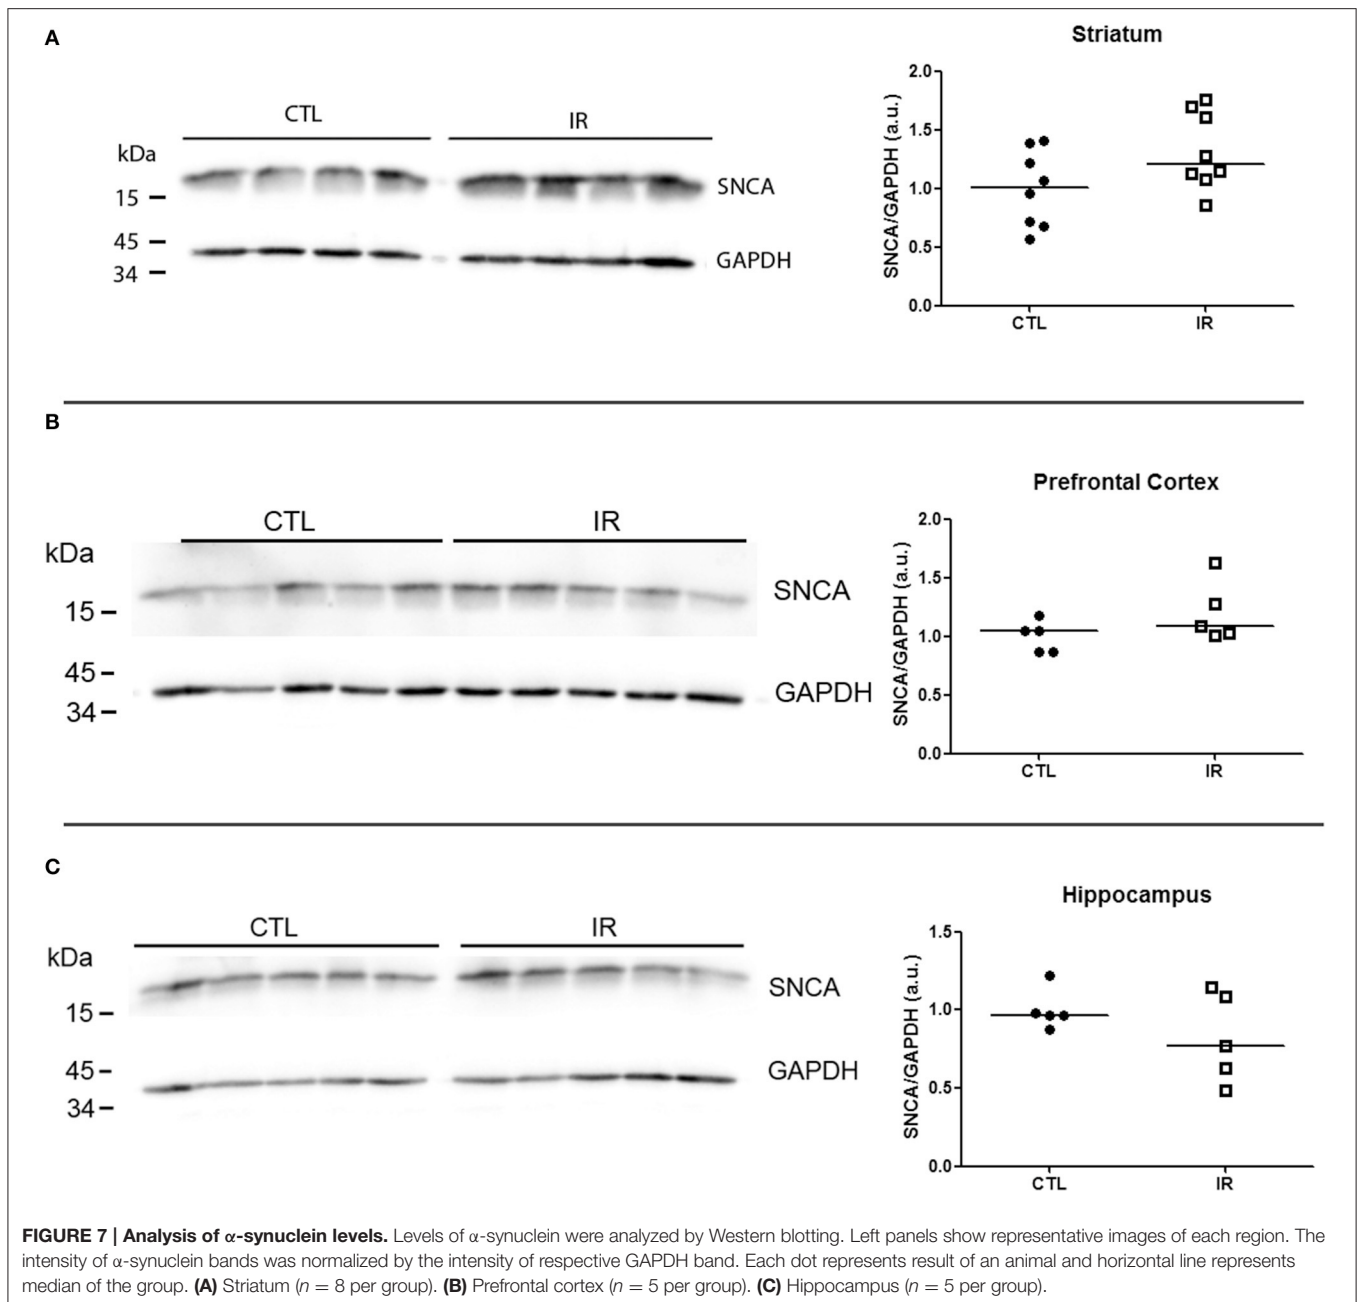 A
CTL
IR
kDa
15
SNCA
45
34
GAPDH
Striatum
SNCA/GAPDH (a.u.)
2.0
1.5
1.0
0.5
0.0
CTL
IR
B
CTL
IR
kDa
15
SNCA
45
34
GAPDH
Prefrontal Cortex
SNCA/GAPDH (a.u.)
2.0
1.5
1.0
0.5
0.0
CTL
IR
C
CTL
IR
kDa
15
SNCA
45
34
GAPDH
Hippocampus
SNCA/GAPDH (a.u.)
1.5
1.0
0.5
0.0
CTL
IR
FIGURE 7 | Analysis of α-synuclein levels. Levels of α-synuclein were analyzed by Western blotting. Left panels show representative images of each region. The
intensity of α-synuclein bands was normalized by the intensity of respective GAPDH band. Each dot represents result of an animal and horizontal line represents
median of the group. (A) Striatum (n = 8 per group). (B) Prefrontal cortex (n = 5 per group). (C) Hippocampus (n = 5 per group).